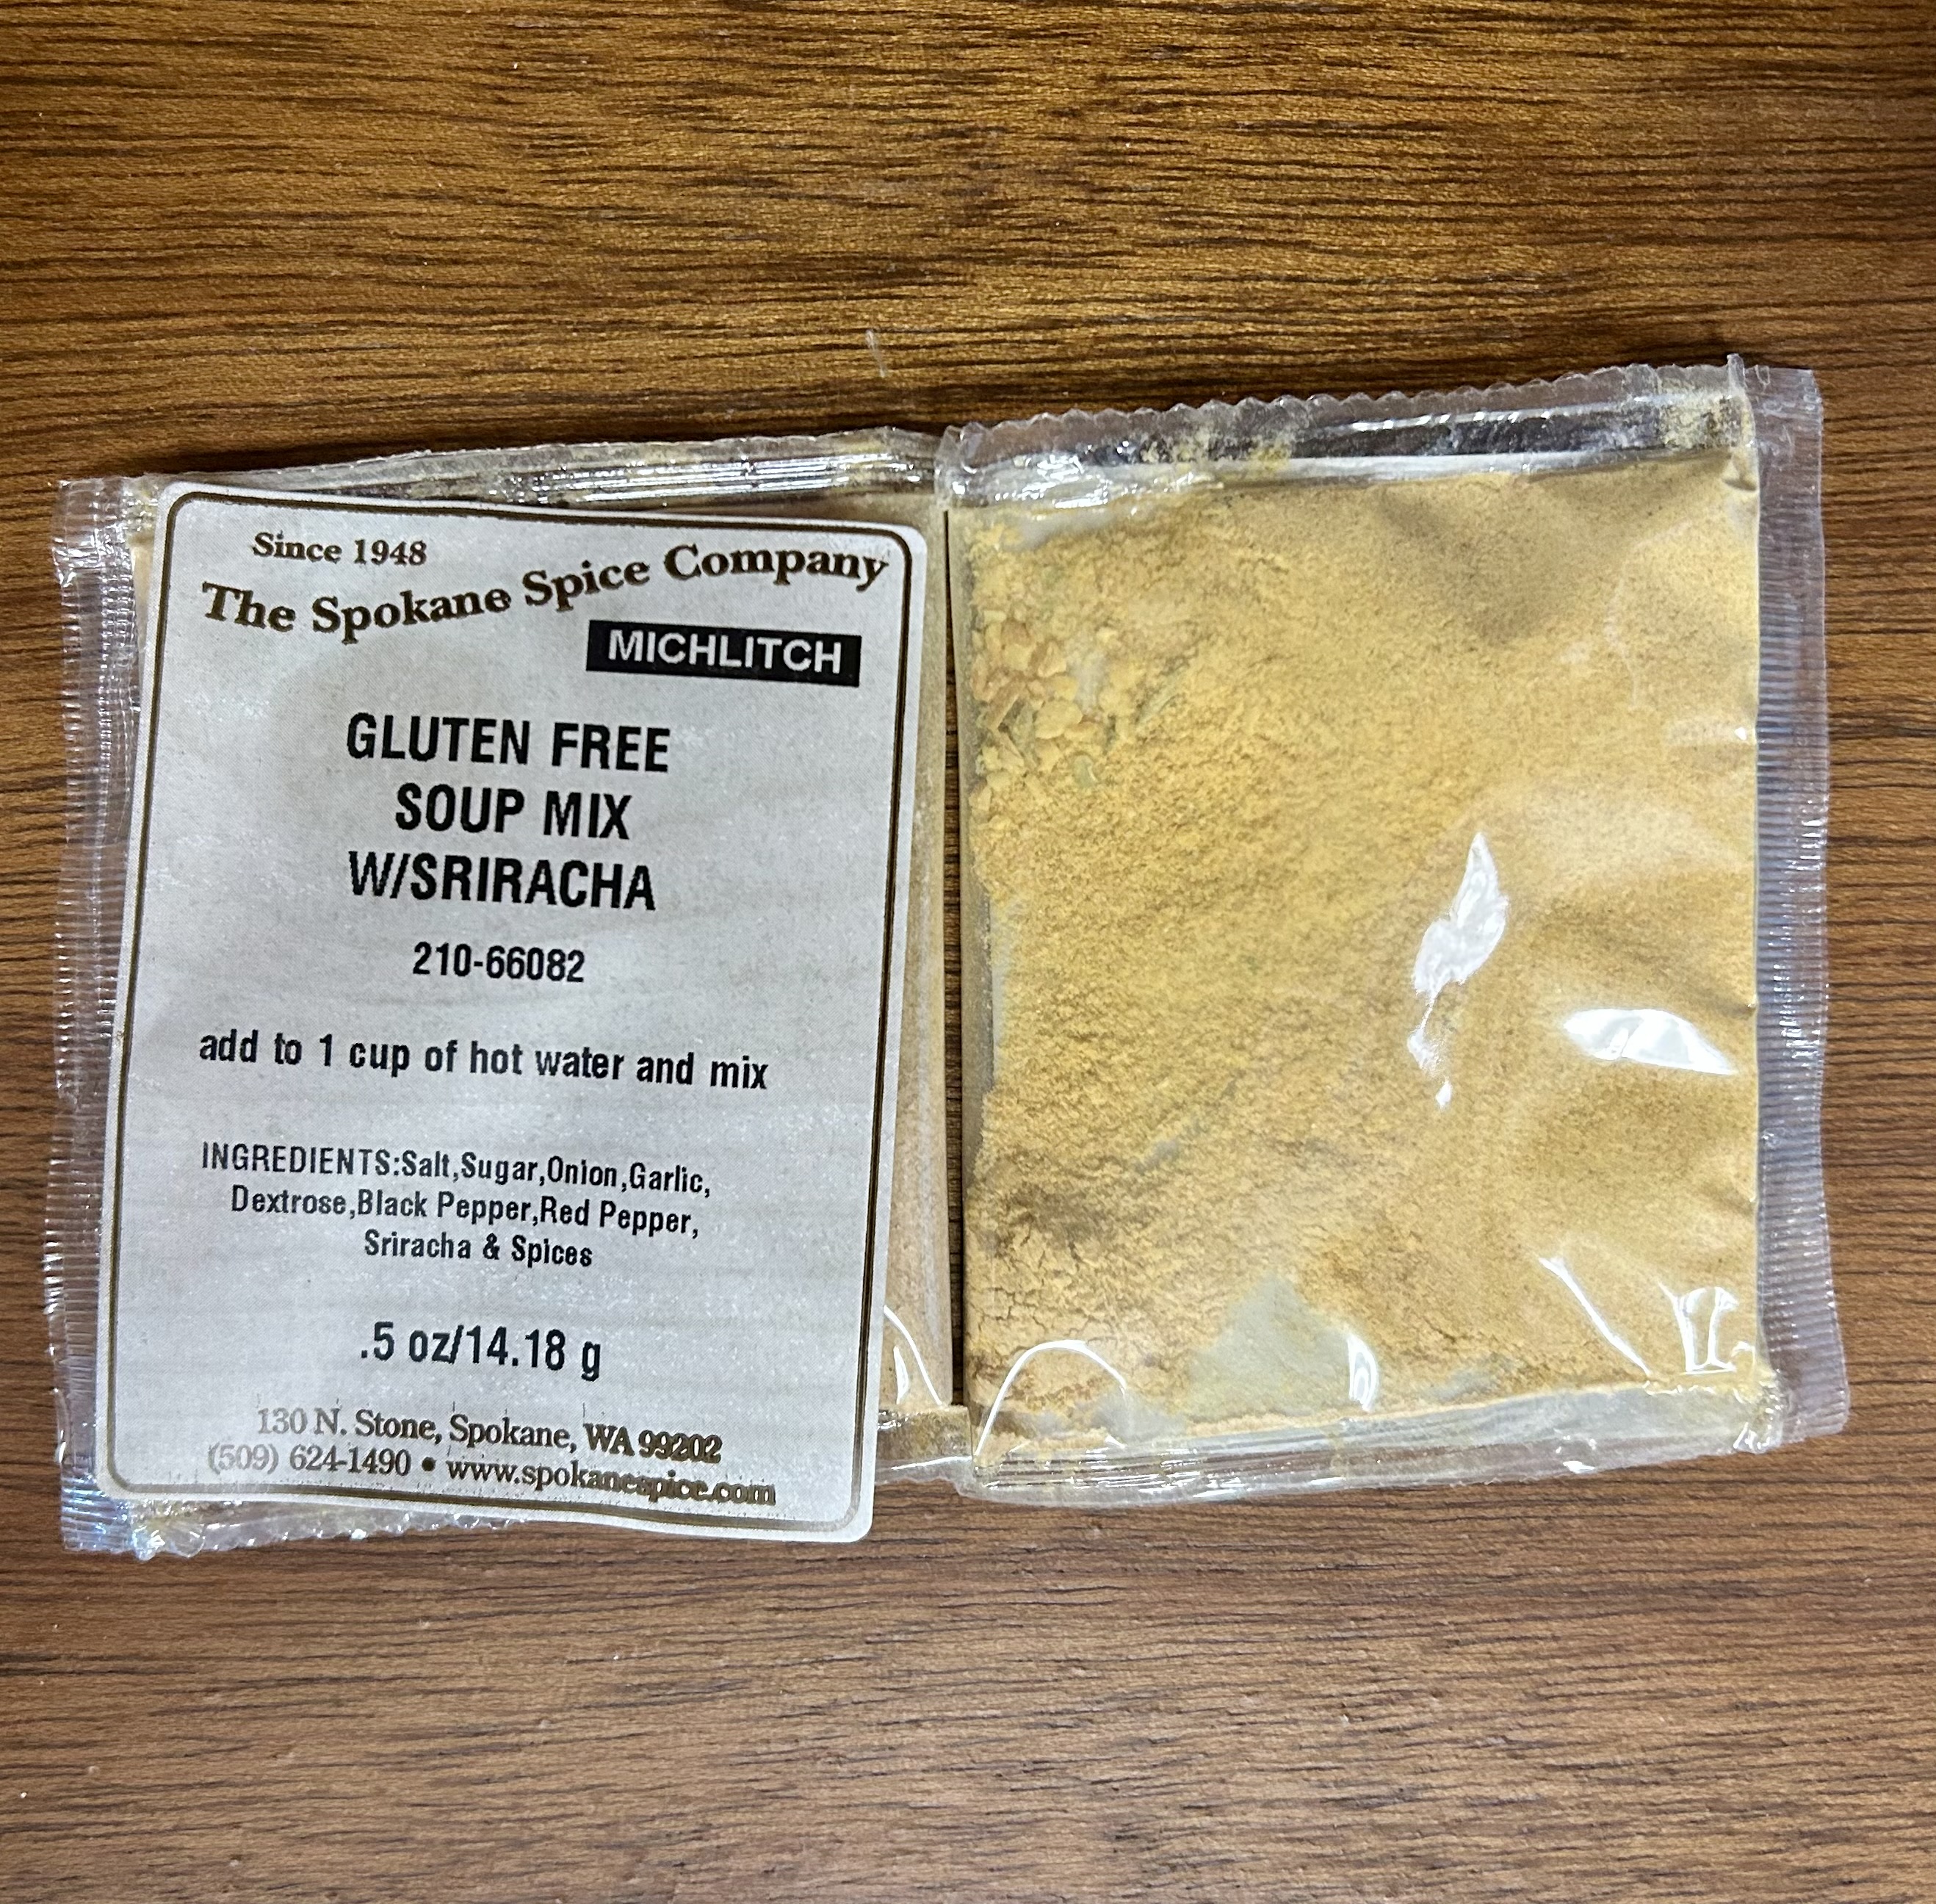 Since 1948
The Spokane Spice Company
MICHLITCH
GLUTEN FREE
SOUP MIX
W/SRIRACHA
210-66082
add to 1 cup of hot water and mix
INGREDIENTS:Salt,Sugar,Onion,Garlic,
Dextrose,Black Pepper,Red Pepper,
Sriracha & Spices
.5 oz/14.18 g
130 N. Stone, Spokane, WA 99202
(509) 624-1490 • www.spokanespice.com